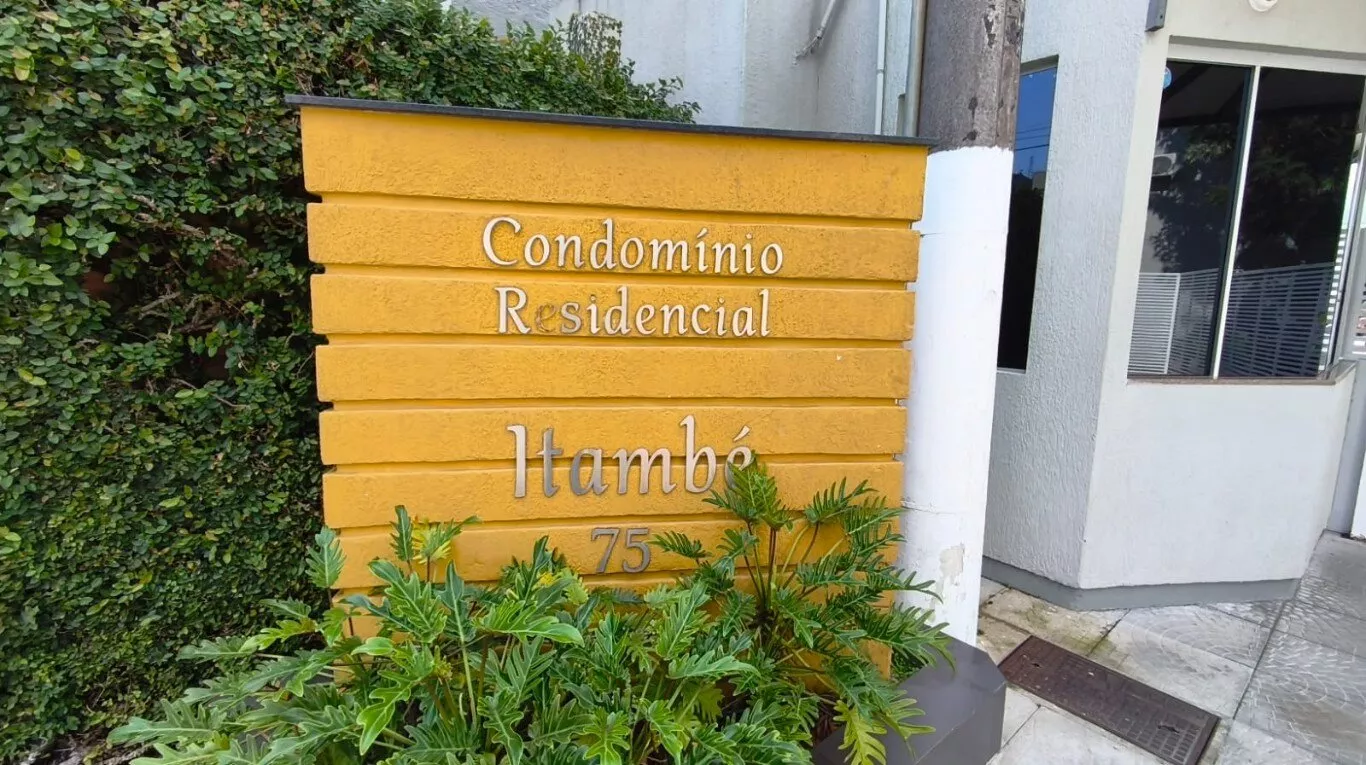 Condomínio
Residencial
Itambé
75